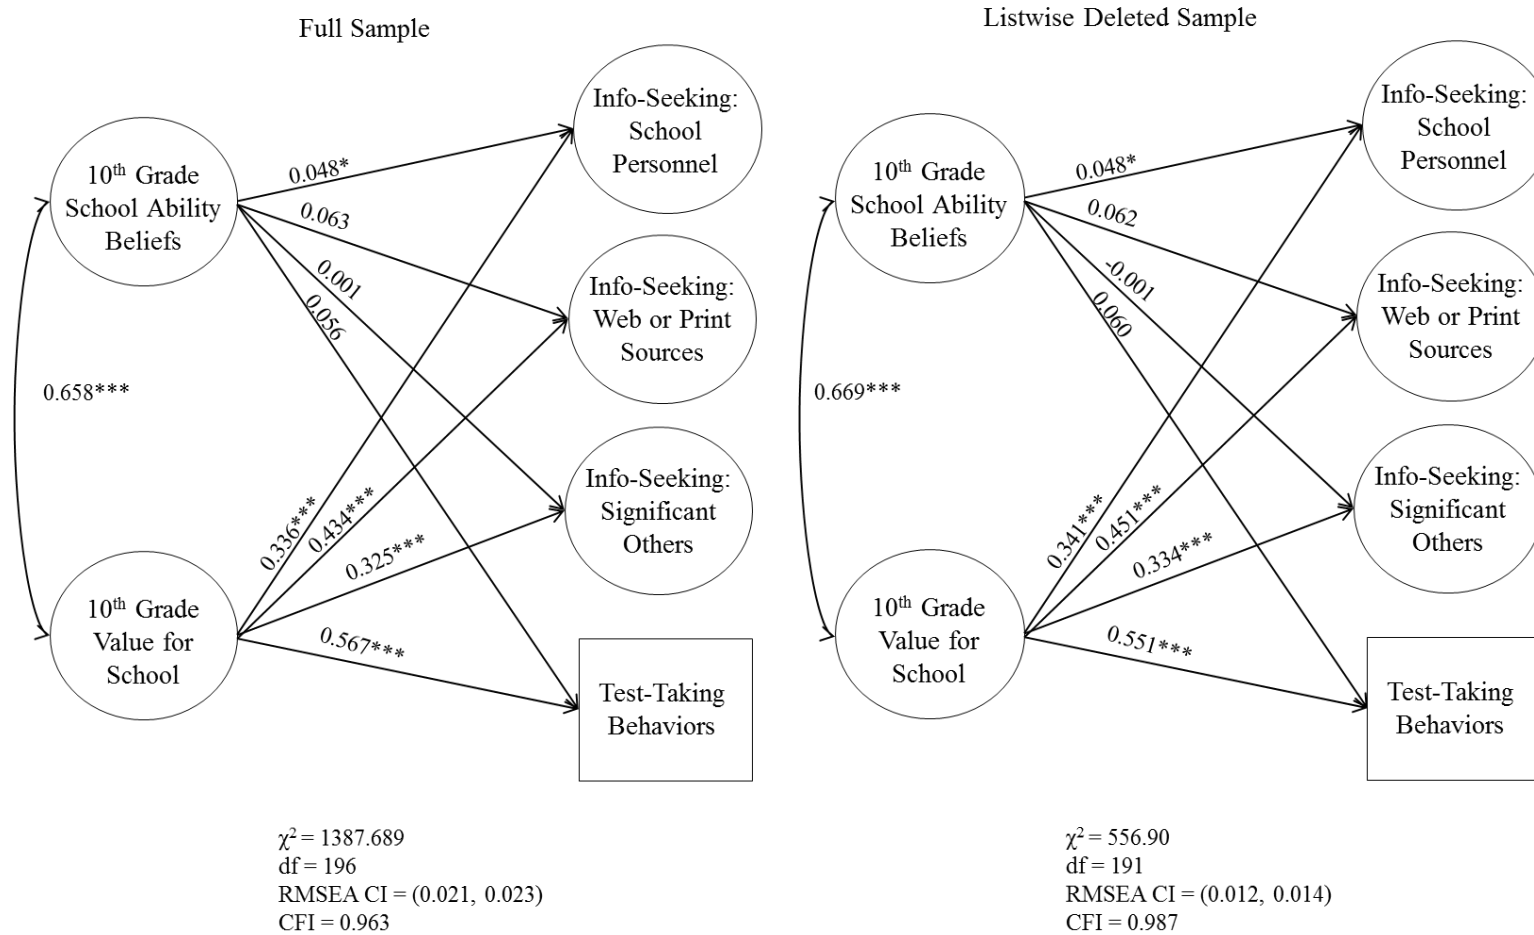 Full Sample
10th Grade
School Ability
Beliefs
10th Grade
Value for
School
0.658***
0.048*
0.063
0.001
0.056
0.336***
0.434***
0.325***
0.567***
Info-Seeking:
School
Personnel
Info-Seeking:
Web or Print
Sources
Info-Seeking:
Significant
Others
Test-Taking
Behaviors
χ² = 1387.689
df = 196
RMSEA CI = (0.021, 0.023)
CFI = 0.963
Listwise Deleted Sample
10th Grade
School Ability
Beliefs
10th Grade
Value for
School
0.669***
0.048*
0.062
-0.001
0.060
0.341***
0.451***
0.334***
0.551***
Info-Seeking:
School
Personnel
Info-Seeking:
Web or Print
Sources
Info-Seeking:
Significant
Others
Test-Taking
Behaviors
χ² = 556.90
df = 191
RMSEA CI = (0.012, 0.014)
CFI = 0.987